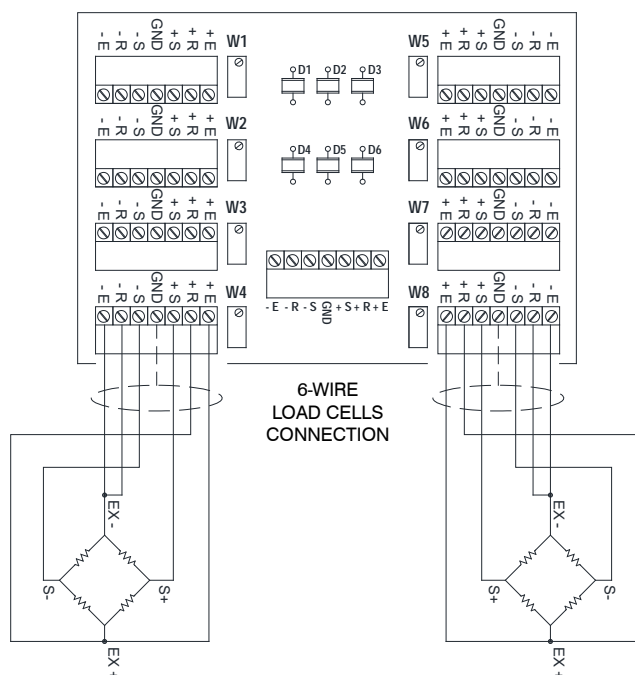 - E - R - S GND + S + R + E
W1
D1 D2 D3
W5
+ E + R + S GND - S - R - E
- E - R - S GND + S + R + E
W2
D4 D5 D6
W6
+ E + R + S GND - S - R - E
- E - R - S GND + S + R + E
W3
W7
+ E + R + S GND - S - R - E
- E - R - S GND + S + R + E
W4
- E - R - S GND + S + R + E
W8
+ E + R + S GND - S - R - E
6-WIRE
LOAD CELLS
CONNECTION
EX -
EX -
S-
S+
S+
S-
EX +
EX +